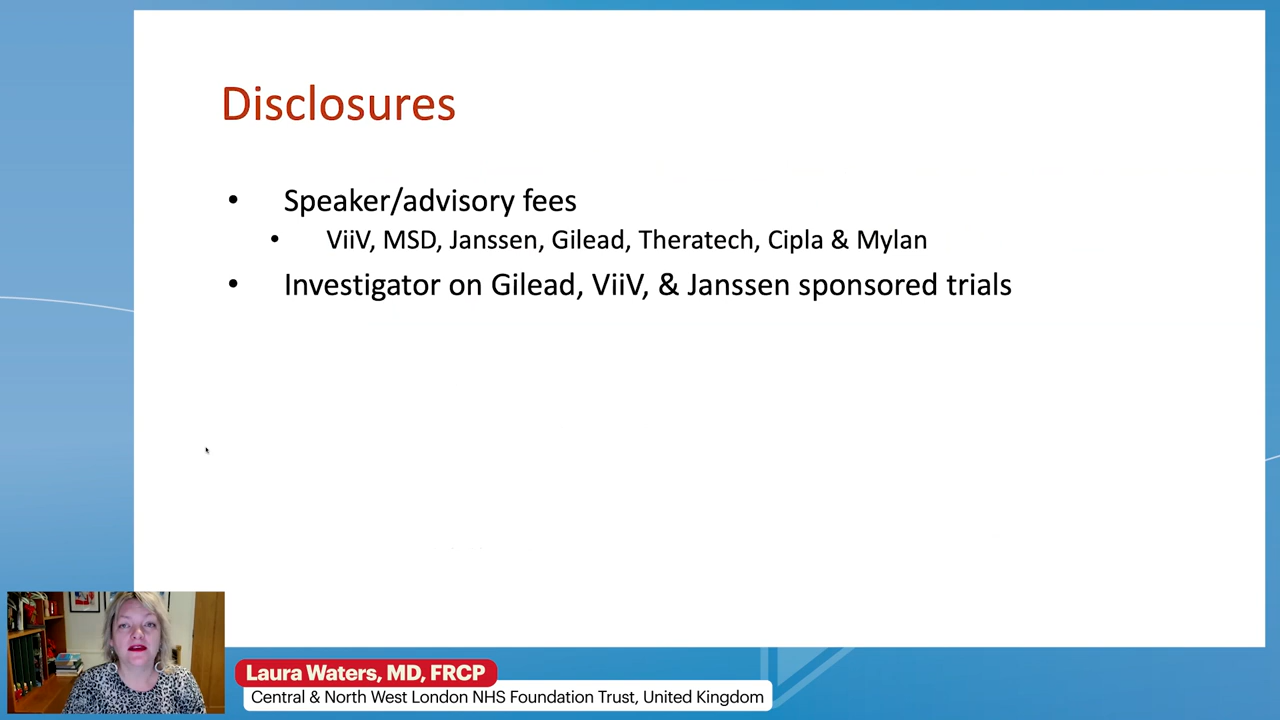 Disclosures
• Speaker/advisory fees
• ViiV, MSD, Janssen, Gilead, Theratech, Cipla & Mylan
• Investigator on Gilead, ViiV, & Janssen sponsored trials
Laura Waters, MD, FRCP
Central & North West London NHS Foundation Trust, United Kingdom